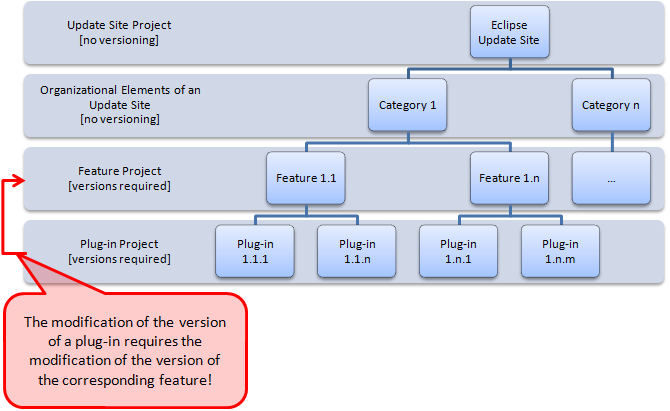 Update Site Project
[no versioning]
Eclipse
Update Site
Organizational Elements of an
Update Site
[no versioning]
Category 1
Category n
Feature Project
[versions required]
Feature 1.1
Feature 1.n
...
Plug-in Project
[versions required]
Plug-in
1.1.1
Plug-in
1.1.n
Plug-in
1.n.1
Plug-in
1.n.m
The modification of the version
of a plug-in requires the
modification of the version of
the corresponding feature!